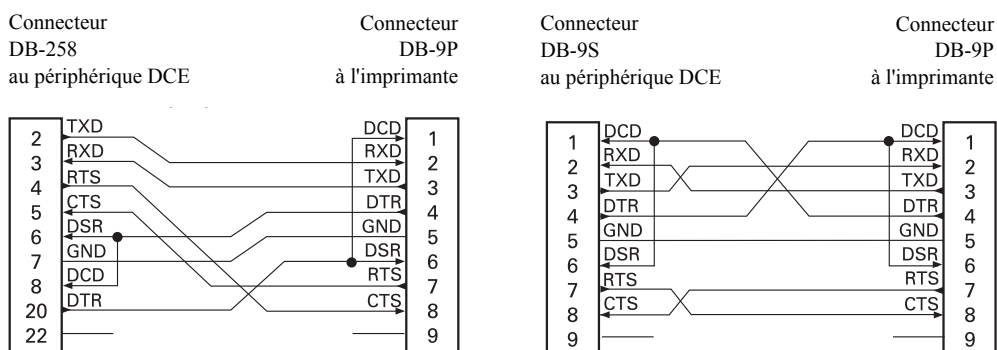 Connecteur
DB-258
au périphérique DCE
Connecteur
DB-9P
à l'imprimante
2 TXD DCD 1
3 RXD RXD 2
4 RTS TXD 3
5 CTS DTR 4
6 DSR GND 5
7 GND DSR 6
8 DCD RTS 7
20 DTR CTS 8
22 9
Connecteur
DB-9S
au périphérique DCE
Connecteur
DB-9P
à l'imprimante
1 DCD DCD 1
2 RXD RXD 2
3 TXD TXD 3
4 DTR DTR 4
5 GND GND 5
6 DSR DSR 6
7 RTS RTS 7
8 CTS CTS 8
9 9